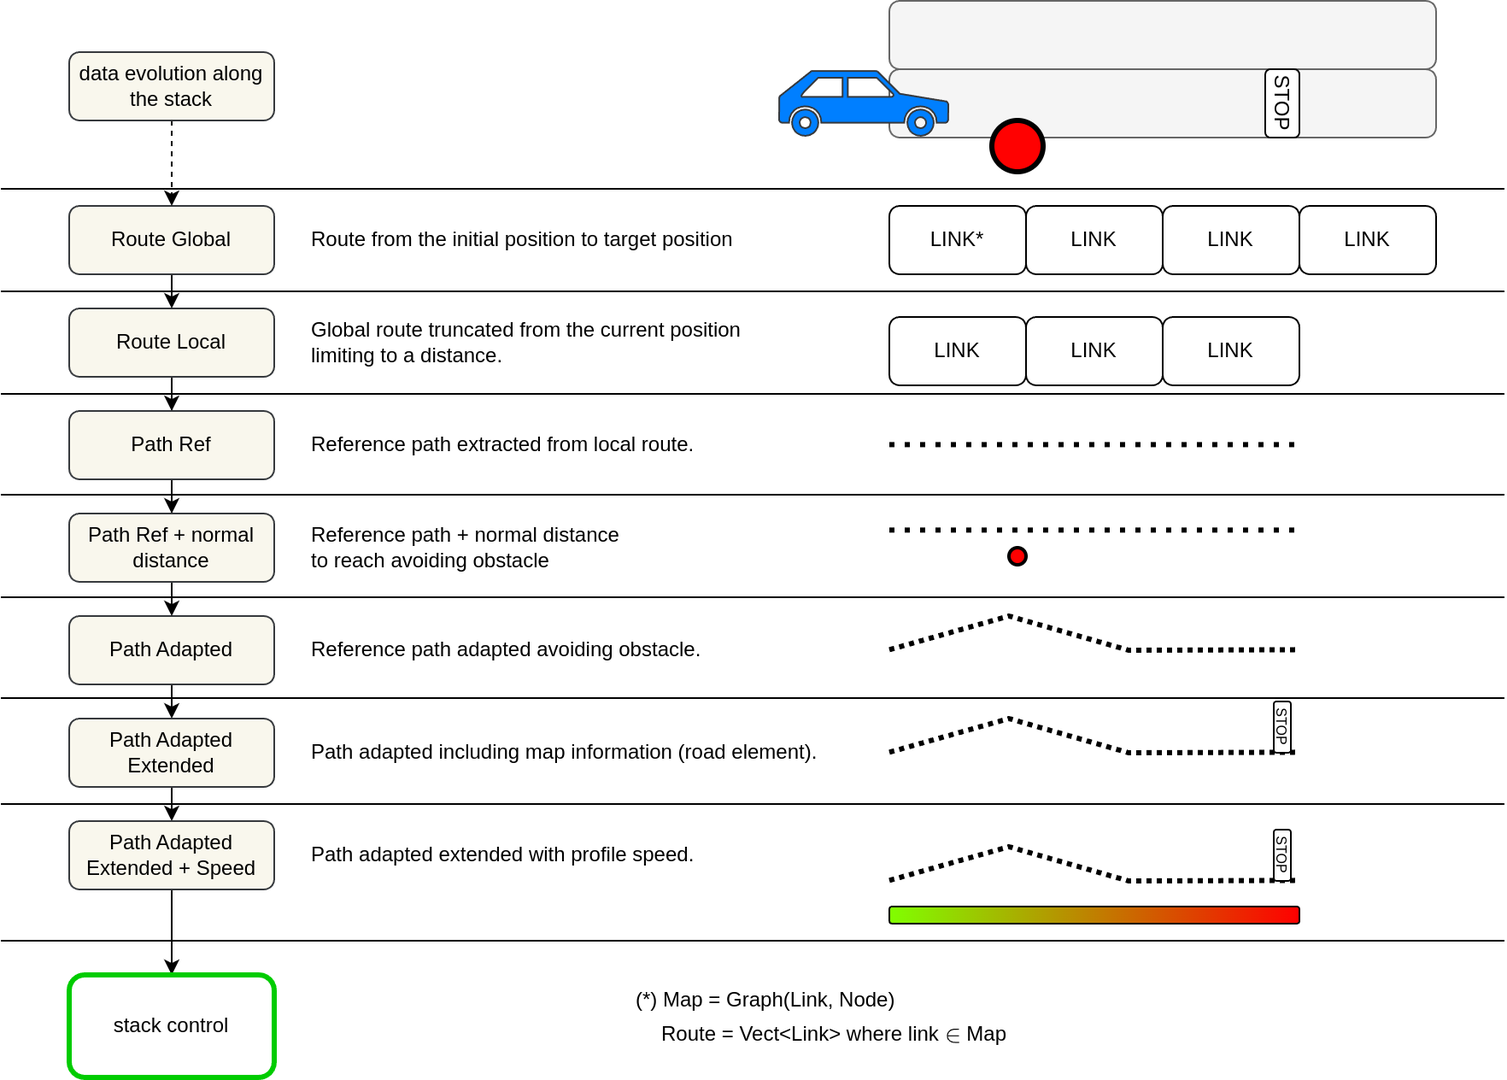 data evolution along
the stack
STOP
Route Global
Route from the initial position to target position
LINK*
LINK
LINK
LINK
Route Local
Global route truncated from the current position
limiting to a distance.
LINK
LINK
LINK
Path Ref
Reference path extracted from local route.
Path Ref + normal
distance
Reference path + normal distance
to reach avoiding obstacle
Path Adapted
Reference path adapted avoiding obstacle.
Path Adapted
Extended
Path adapted including map information (road element).
STOP
Path Adapted
Extended + Speed
Path adapted extended with profile speed.
STOP
stack control
(*) Map = Graph(Link, Node)
Route = Vect<Link> where link ∈ Map